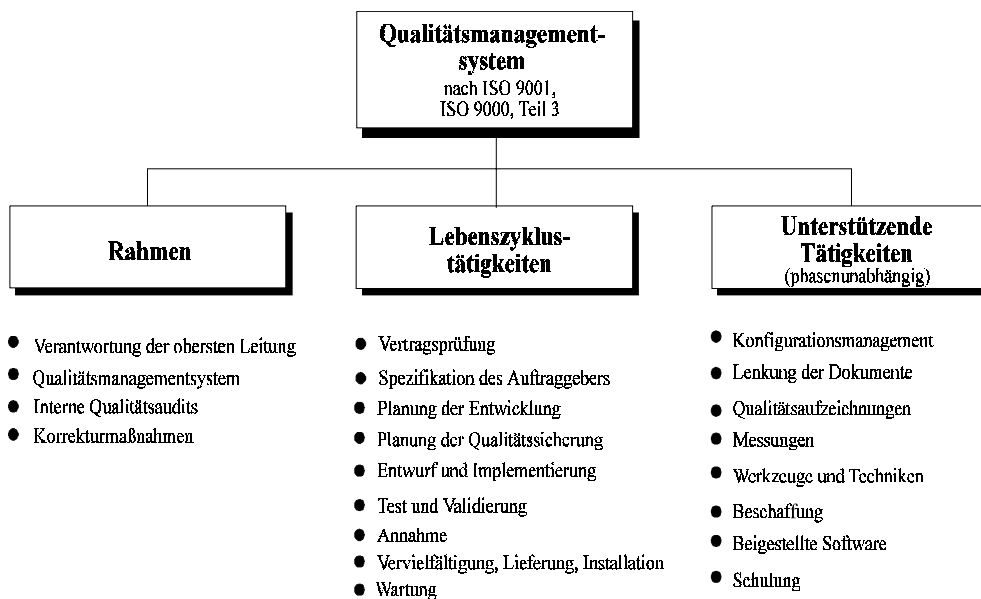 Qualitätsmanagement-
system
nach ISO 9001,
ISO 9000, Teil 3
Rahmen
Verantwortung der obersten Leitung
Qualitätsmanagementsystem
Interne Qualitätsaudits
Korrekturmaßnahmen
Lebenszyklus-
tätigkeiten
Vertragsprüfung
Spezifikation des Auftraggebers
Planung der Entwicklung
Planung der Qualitätssicherung
Entwurf und Implementierung
Test und Validierung
Annahme
Vervielfältigung, Lieferung, Installation
Wartung
Unterstützende
Tätigkeiten
(phasenunabhängig)
Konfigurationsmanagement
Lenkung der Dokumente
Qualitätsaufzeichnungen
Messungen
Werkzeuge und Techniken
Beschaffung
Beigestellte Software
Schulung